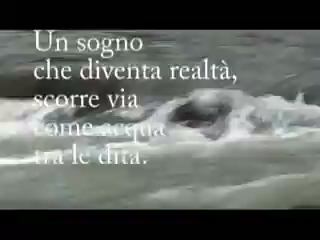 Un sogno
che diventa realtà,
scorre via
come acqua
tra le dita.